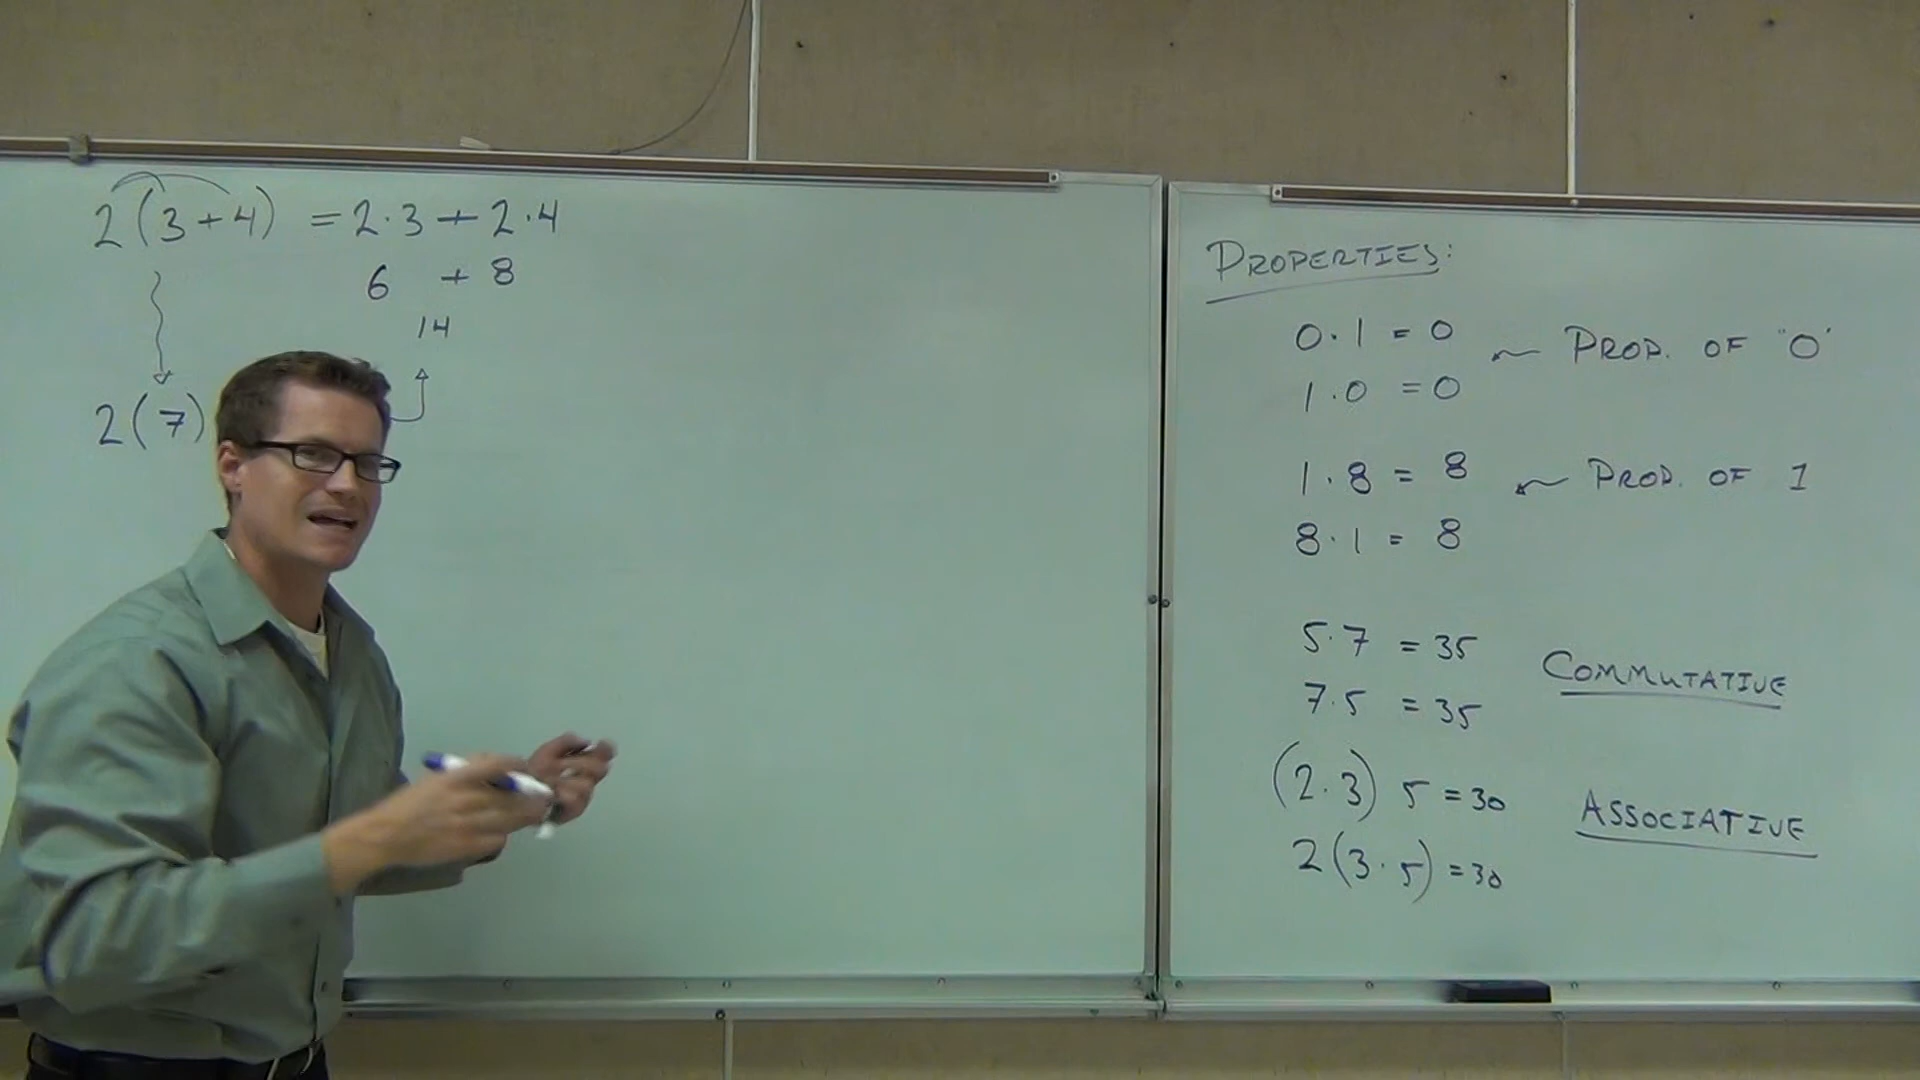 2(3+4) = 2·3 + 2·4
6 + 8
14
2(7)
PROPERTIES:
0·1 = 0
PROP. OF "0"
1·0 = 0
1·8 = 8
PROP. OF 1
8·1 = 8
5·7 = 35
COMMUTATIVE
7·5 = 35
(2·3) 5 = 30
ASSOCIATIVE
2(3·5) = 30